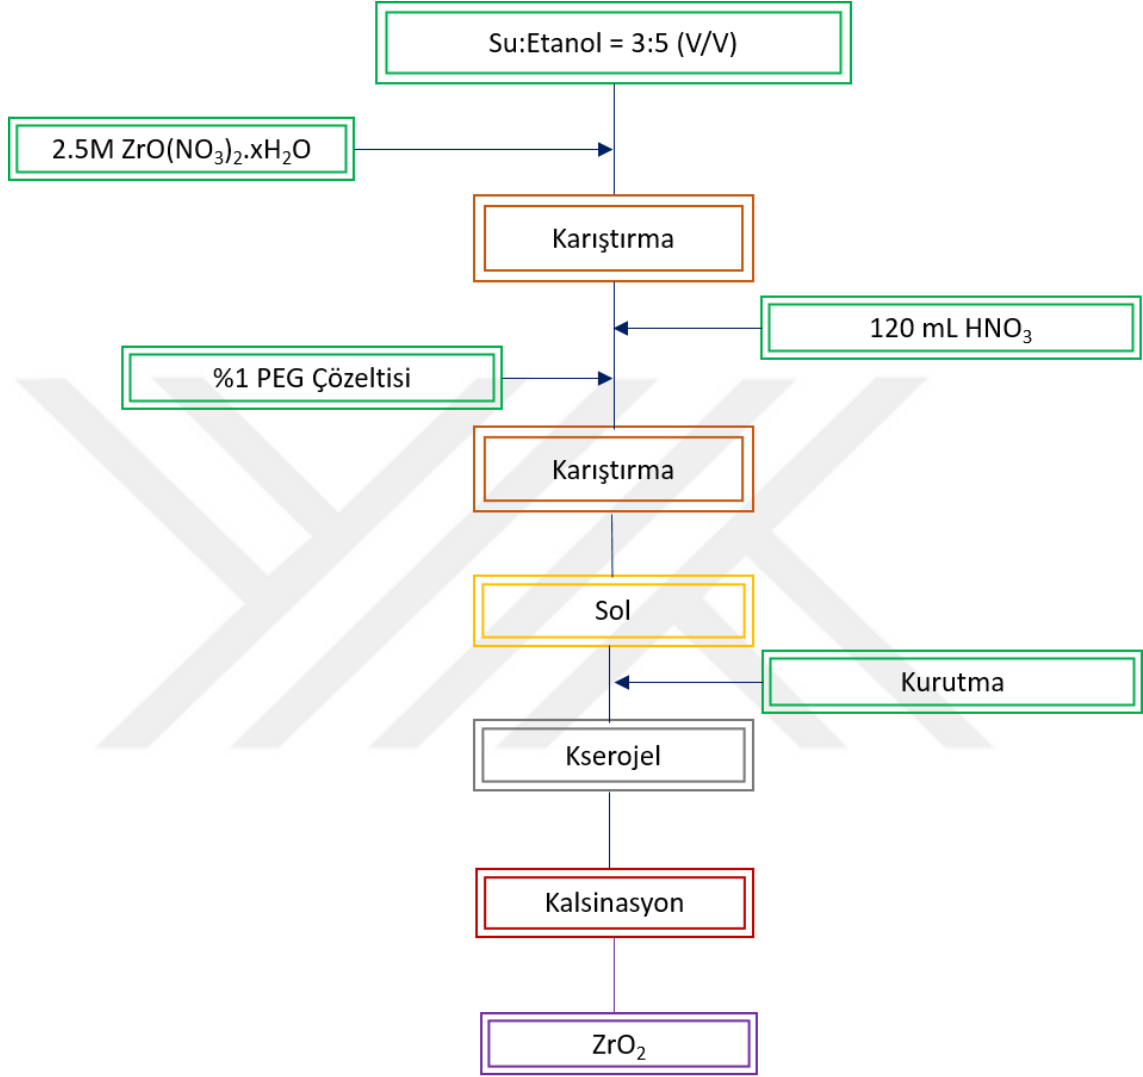 Su:Etanol = 3:5 (V/V)
2.5M ZrO(NO₃)₂.xH₂O
Karıştırma
120 mL HNO₃
%1 PEG Çözeltisi
Karıştırma
Sol
Kurutma
Kserojel
Kalsinasyon
ZrO₂